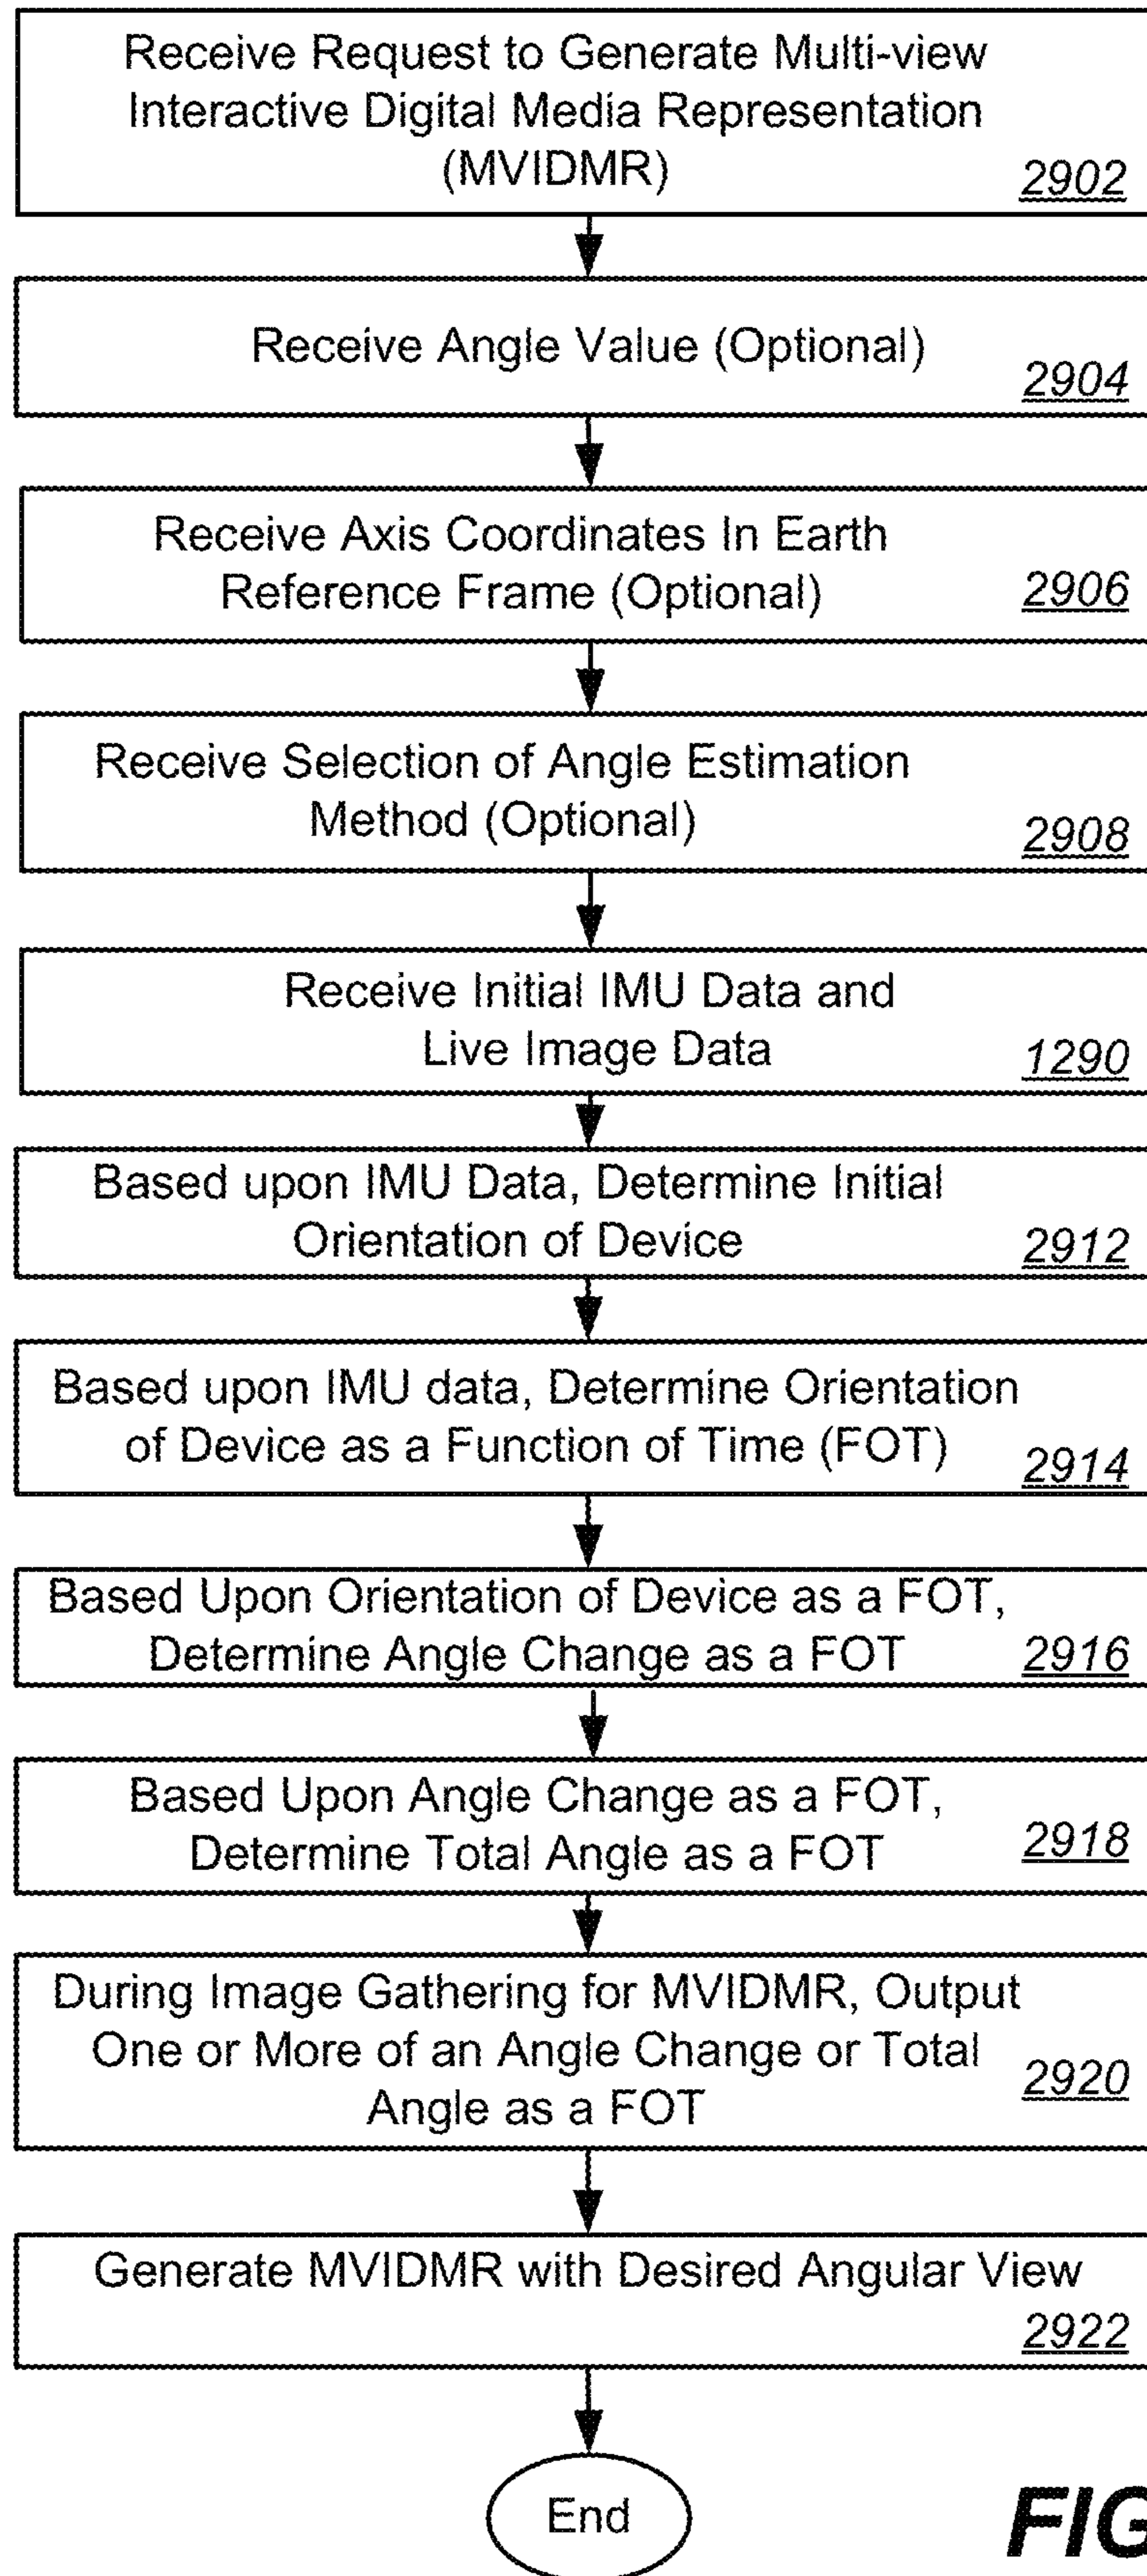 Receive Request to Generate Multi-view
Interactive Digital Media Representation
(MVIDMR)
2902
Receive Angle Value (Optional)
2904
Receive Axis Coordinates In Earth
Reference Frame (Optional)
2906
Receive Selection of Angle Estimation
Method (Optional)
2908
Receive Initial IMU Data and
Live Image Data
1290
Based upon IMU Data, Determine Initial
Orientation of Device
2912
Based upon IMU data, Determine Orientation
of Device as a Function of Time (FOT)
2914
Based Upon Orientation of Device as a FOT,
Determine Angle Change as a FOT
2916
Based Upon Angle Change as a FOT,
Determine Total Angle as a FOT
2918
During Image Gathering for MVIDMR, Output
One or More of an Angle Change or Total
Angle as a FOT
2920
Generate MVIDMR with Desired Angular View
2922
End
FIG